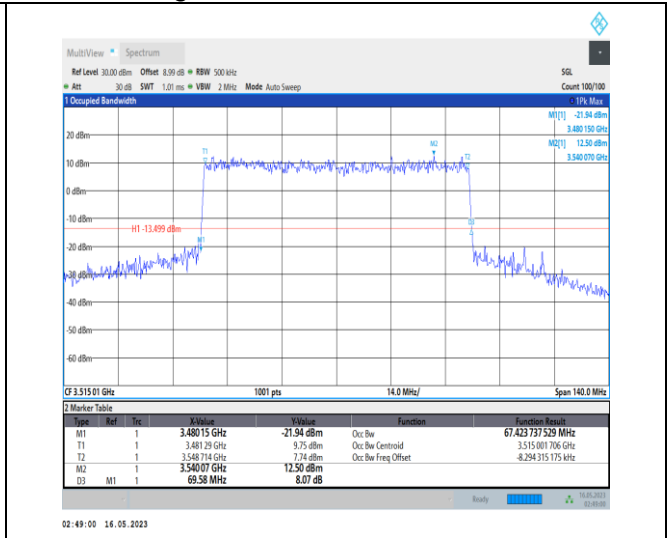 MultiView Spectrum
Ref Level 30.00 dBm Offset 8.99 dB RBW 500 kHz SGL
Att 30 dB SWT 1.01 ms VBW 2 MHz Mode Auto Sweep Count 100/100
1 Occupied Bandwidth 1Pk Max
M1[1] -21.94 dBm
3.480 150 GHz
M2[1] 12.50 dBm
3.540 070 GHz
20 dBm
10 dBm
0 dBm
-10 dBm
-20 dBm
-30 dBm
-40 dBm
-50 dBm
-60 dBm
T1
M2
T2
H1 -13.499 dBm
M1
D3
CF 3.515 01 GHz 1001 pts 14.0 MHz/ Span 140.0 MHz
2 Marker Table
Type Ref Trc X-Value Y-Value Function Function Result
M1 1 3.48015 GHz -21.94 dBm Occ Bw 67.423 737 529 MHz
T1 1 3.481 29 GHz 9.75 dBm Occ Bw Centroid 3.515 001 706 GHz
T2 1 3.548 714 GHz 7.74 dBm Occ Bw Freq Offset -8.294 315 175 kHz
M2 1 3.54007 GHz 12.50 dBm
D3 M1 1 69.58 MHz 8.07 dB
Ready 16.05.2023
02:49:00
02:49:00 16.05.2023